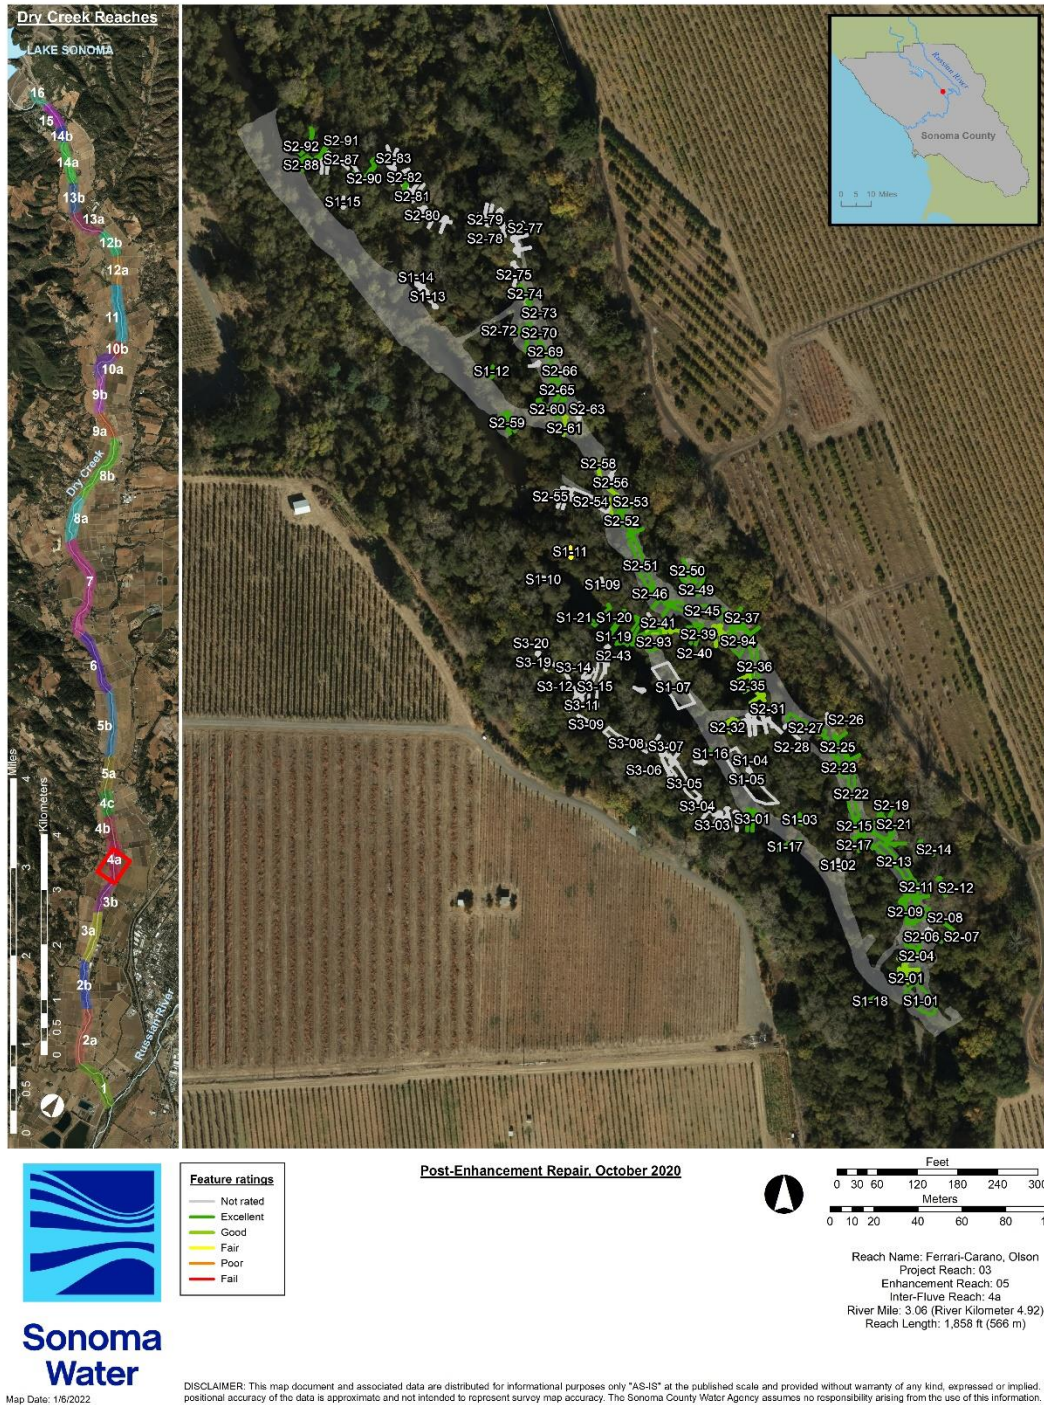 Dry Creek Reaches
LAKE SONOMA
16
15
14b
14a
13b
13a
12b
12a
11
10b
10a
9b
9a
Dry Creek
8b
8a
7
6
5b
5a
4c
4b
4a
3b
3a
2b
2a
1
Russian River
Miles
4
3
2
1
0.5
0
Kilometers
4
3
2
1
0.5
0
Russian River
Sonoma County
0 5 10 Miles
S2-92
S2-91
S2-88
S2-87
S2-83
S2-90
S2-82
S2-81
S1-15
S2-80
S2-79
S2-77
S2-78
S1-14
S2-75
S1-13
S2-74
S2-73
S2-72
S2-70
S2-69
S1-12
S2-66
S2-65
S2-60
S2-63
S2-59
S2-61
S2-58
S2-56
S2-55
S2-54
S2-53
S2-52
S1-11
S2-51
S2-50
S1-10
S1-09
S2-49
S2-46
S2-45
S1-21
S1-20
S2-41
S2-37
S1-19
S2-93
S2-39
S2-94
S3-20
S2-43
S2-40
S3-19
S3-14
S2-36
S3-12
S3-15
S1-07
S2-35
S3-11
S2-31
S3-09
S2-32
S2-27
S2-26
S3-08
S3-07
S2-28
S2-25
S1-16
S1-04
S3-06
S2-23
S3-05
S1-05
S2-22
S3-04
S2-19
S3-03
S3-01
S1-03
S2-15
S2-21
S1-17
S2-17
S2-14
S1-02
S2-13
S2-11
S2-12
S2-09
S2-08
S2-06
S2-07
S2-04
S2-01
S1-18
S1-01
Sonoma
Water
Map Date: 1/6/2022
Feature ratings
Not rated
Excellent
Good
Fair
Poor
Fail
Post-Enhancement Repair, October 2020
Feet
0 30 60 120 180 240 300
Meters
0 10 20 40 60 80
Reach Name: Ferrari-Carano, Olson
Project Reach: 03
Enhancement Reach: 05
Inter-Fluve Reach: 4a
River Mile: 3.06 (River Kilometer 4.92)
Reach Length: 1,858 ft (566 m)
DISCLAIMER: This map document and associated data are distributed for informational purposes only "AS-IS" at the published scale and provided without warranty of any kind, expressed or implied.
positional accuracy of the data is approximate and not intended to represent survey map accuracy. The Sonoma County Water Agency assumes no responsibility arising from the use of this information.